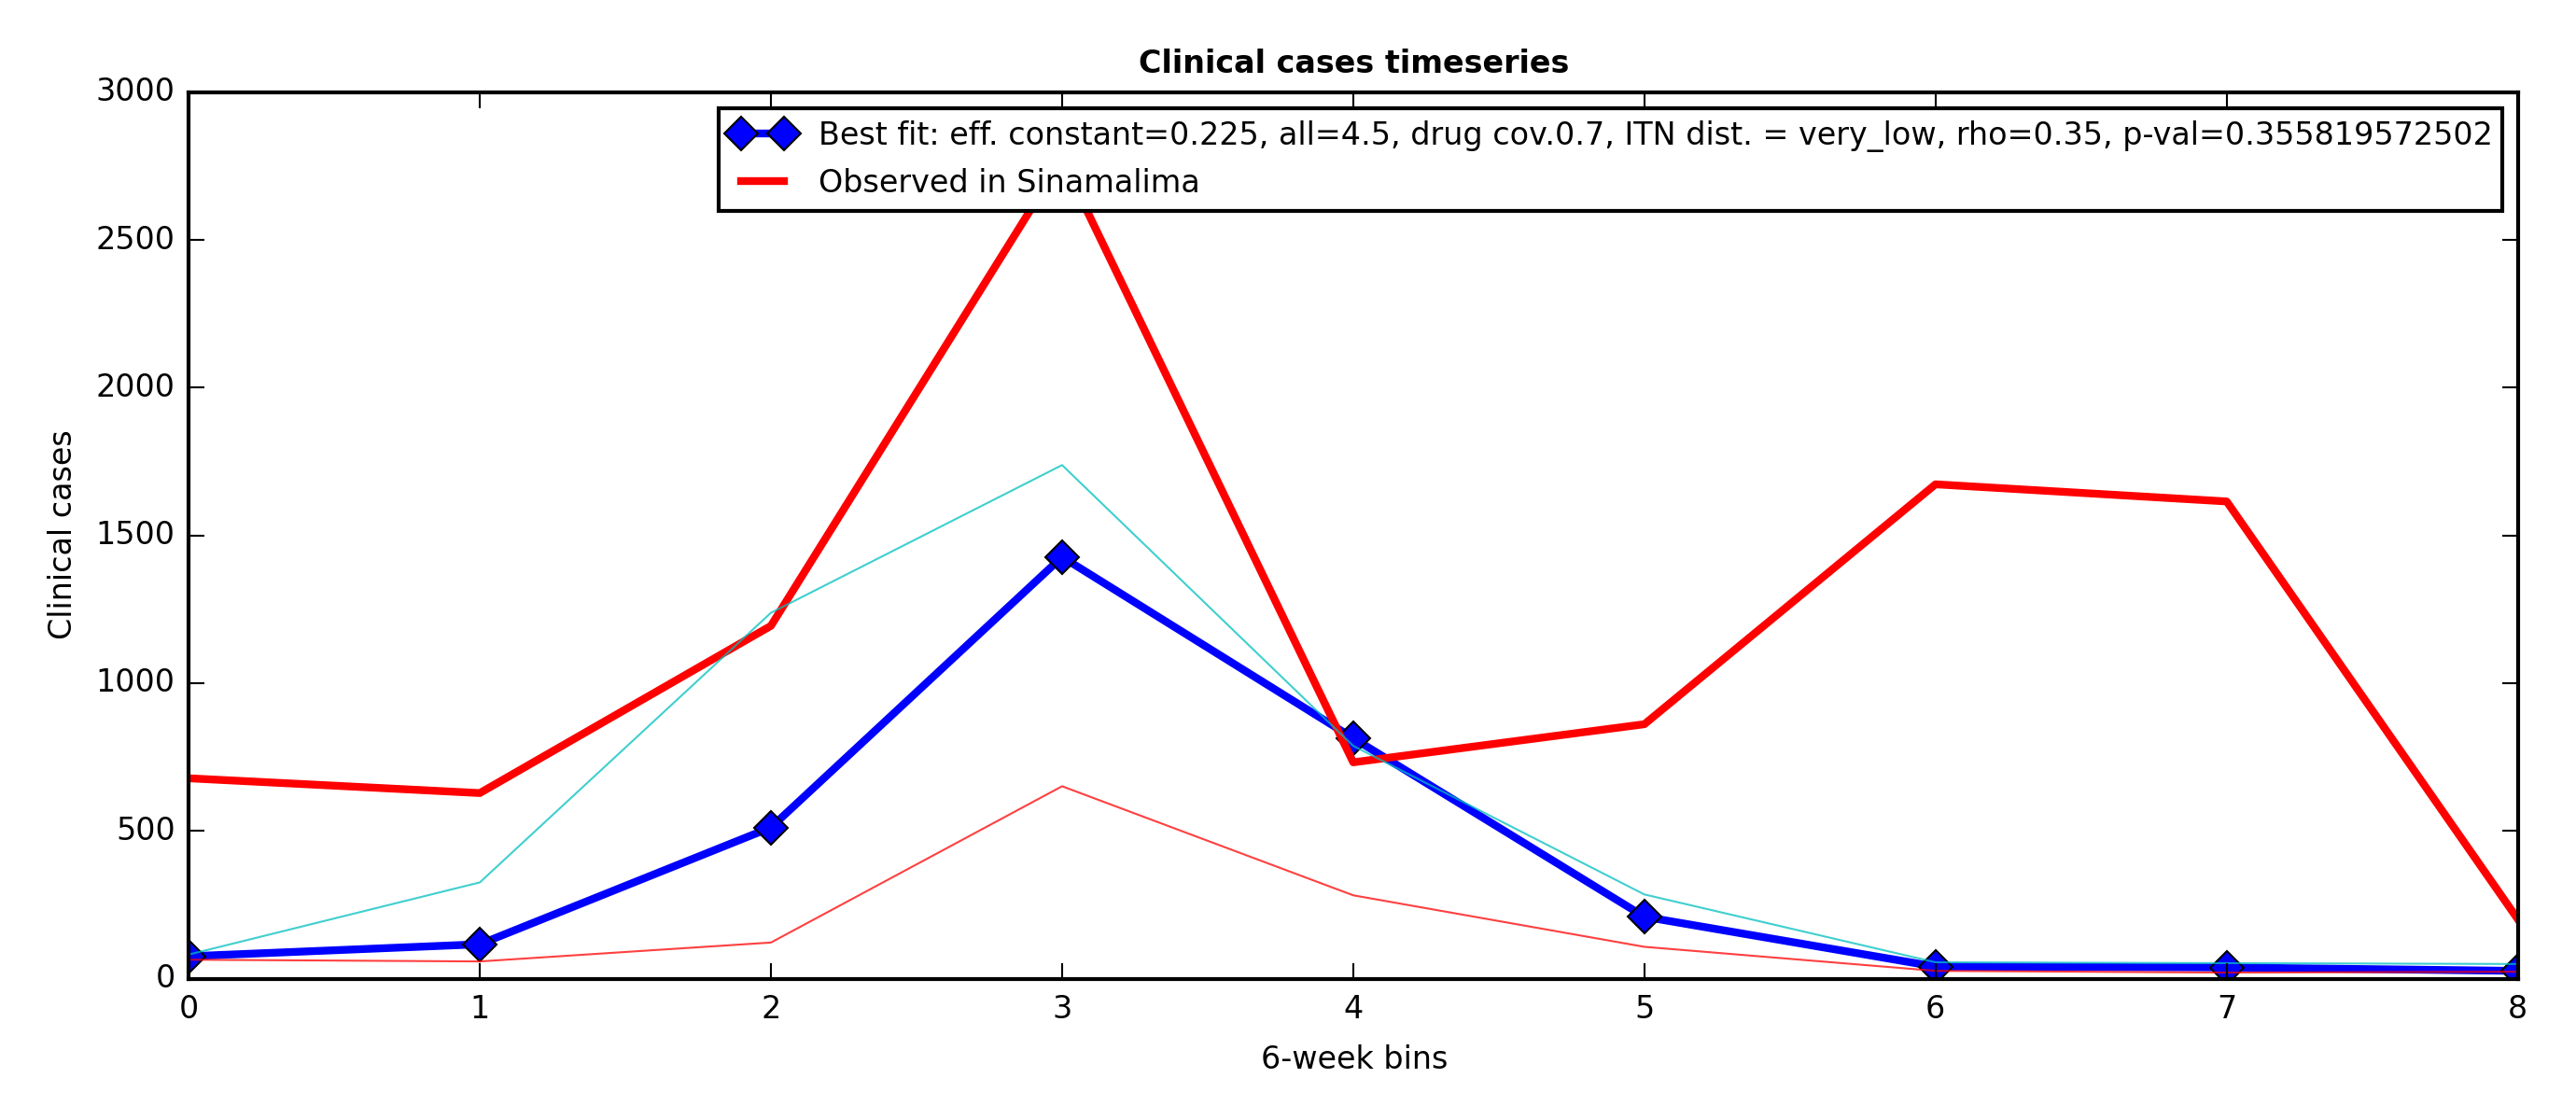 Clinical cases timeseries
3000
2500
2000
1500
1000
500
0
Clinical cases
Best fit: eff. constant=0.225, all=4.5, drug cov.0.7, ITN dist. = very_low, rho=0.35, p-val=0.355819572502
Observed in Sinamalima
0 1 2 3 4 5 6 7 8
6-week bins